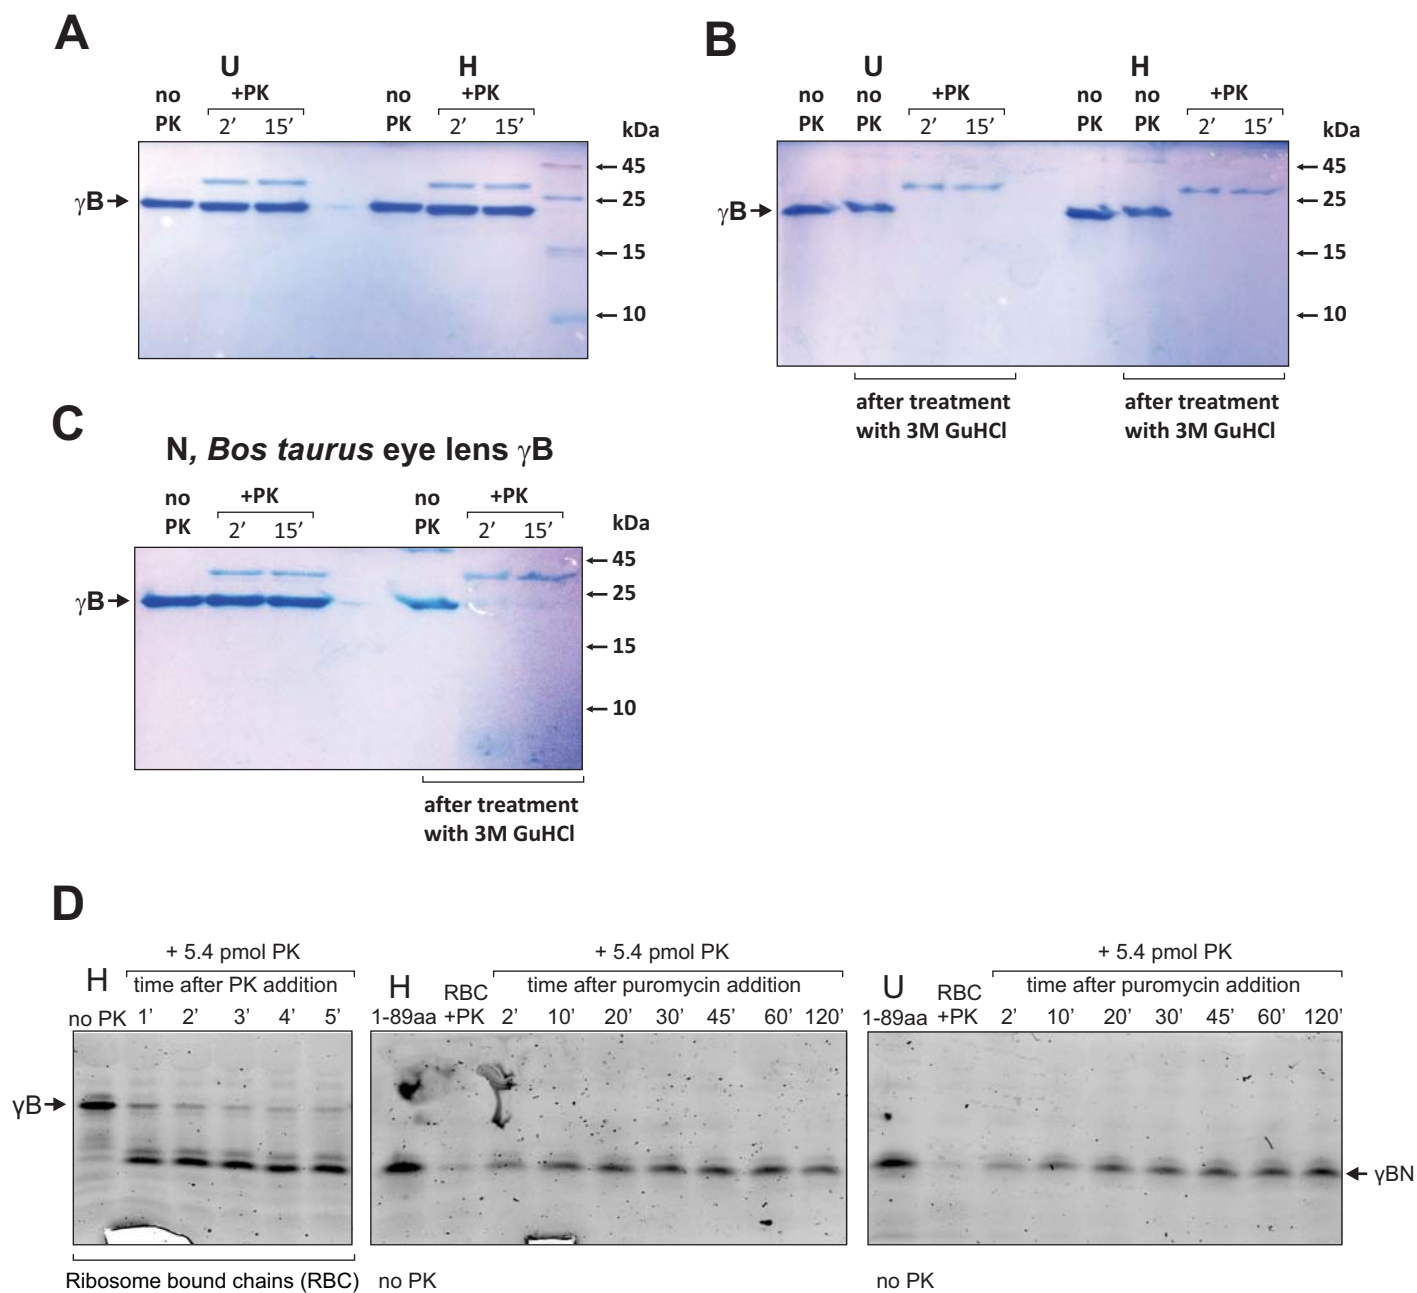 A
U
H
no
+PK
no
+PK
PK
2’
15’
PK
2’
15’
kDa
45
γB
25
15
10
B
U
H
no
no
+PK
no
no
+PK
PK
PK
2’
15’
PK
PK
2’
15’
kDa
45
γB
25
15
10
after treatment
with 3M GuHCl
after treatment
with 3M GuHCl
C
N, Bos taurus eye lens γB
no
+PK
no
+PK
PK
2’
15’
PK
2’
15’
kDa
45
γB
25
15
10
after treatment
with 3M GuHCl
D
+ 5.4 pmol PK
H
time after PK addition
no PK
1’
2’
3’
4’
5’
γB
Ribosome bound chains (RBC)
+ 5.4 pmol PK
H
RBC
time after puromycin addition
1-89aa
+PK
2’
10’
20’
30’
45’
60’
120’
no PK
+ 5.4 pmol PK
U
RBC
time after puromycin addition
1-89aa
+PK
2’
10’
20’
30’
45’
60’
120’
γBN
no PK